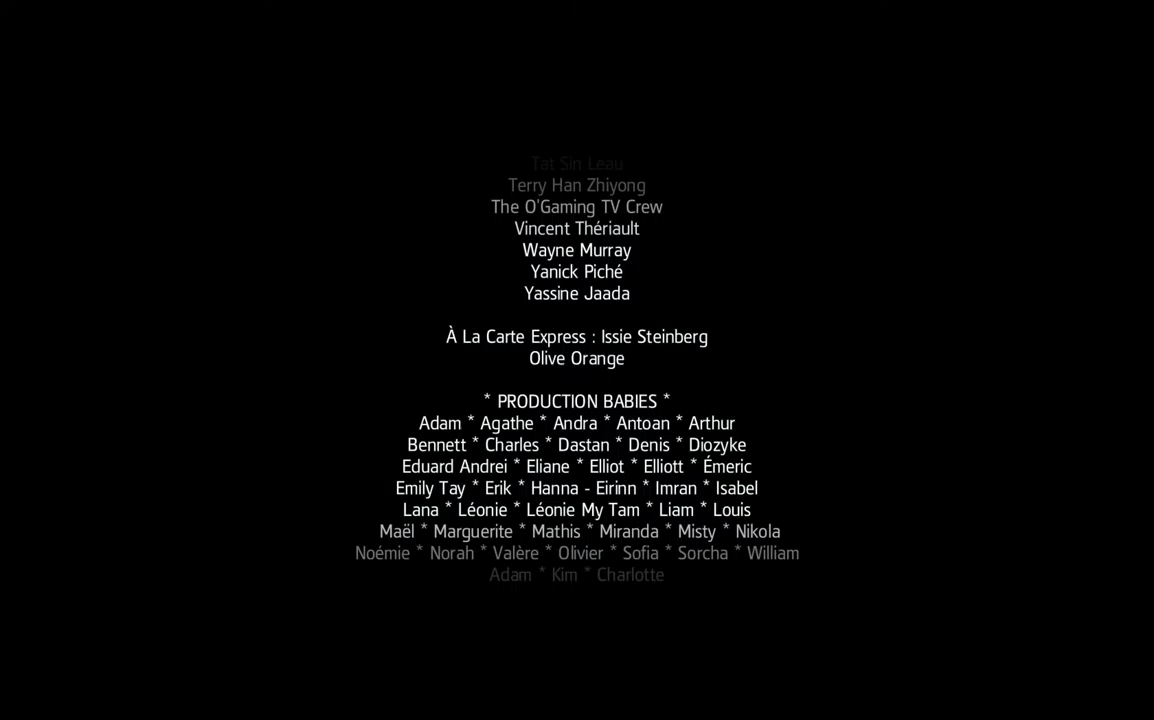 Tat Sin Leau
Terry Han Zhiyong
The O'Gaming TV Crew
Vincent Thériault
Wayne Murray
Yanick Piché
Yassine Jaada
À La Carte Express : Issie Steinberg
Olive Orange
* PRODUCTION BABIES *
Adam * Agathe * Andra * Antoan * Arthur
Bennett * Charles * Dastan * Denis * Diozyke
Eduard Andrei * Eliane * Elliot * Elliott * Émeric
Emily Tay * Erik * Hanna - Eirinn * Imran * Isabel
Lana * Léonie * Léonie My Tam * Liam * Louis
Maël * Marguerite * Mathis * Miranda * Misty * Nikola
Noémie * Norah * Valère * Olivier * Sofia * Sorcha * William
Adam * Kim * Charlotte